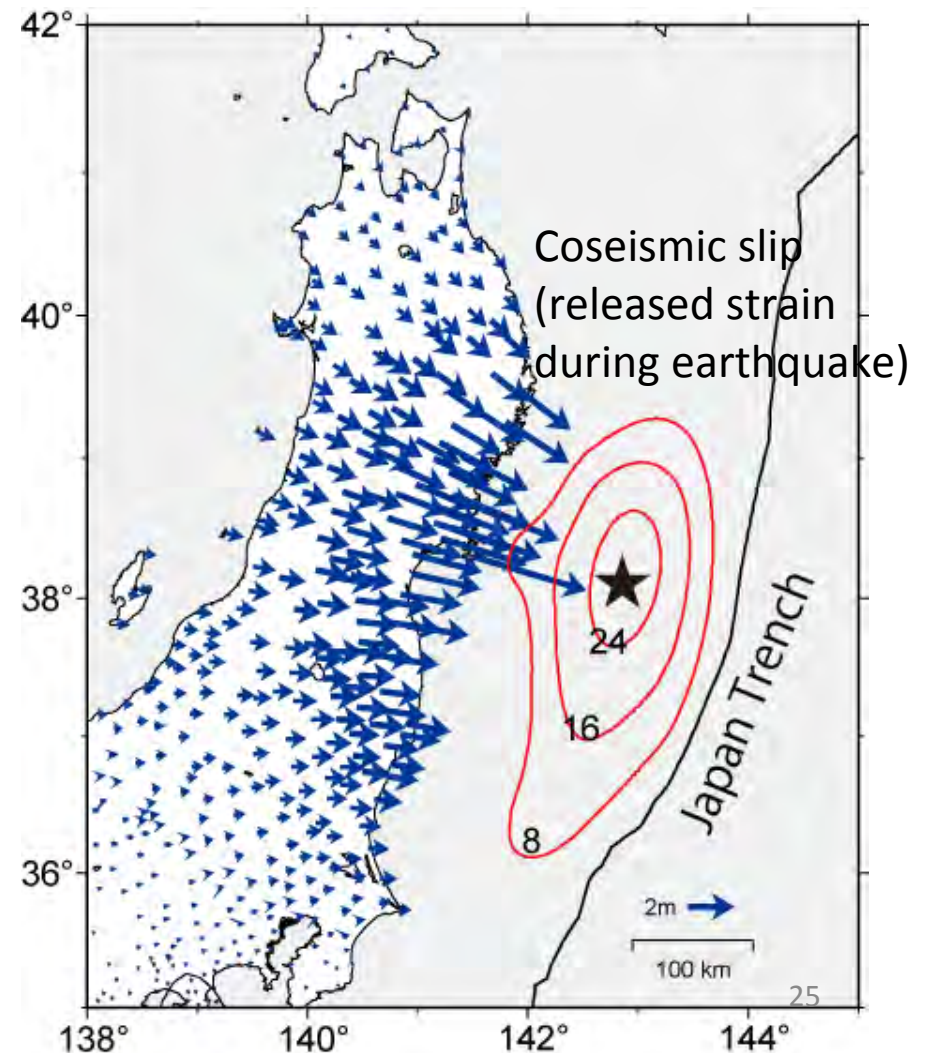 42°
40°
38°
36°
138°
140°
142°
144°
Coseismic slip
(released strain
during earthquake)
24
16
8
Japan Trench
2m
100 km
25